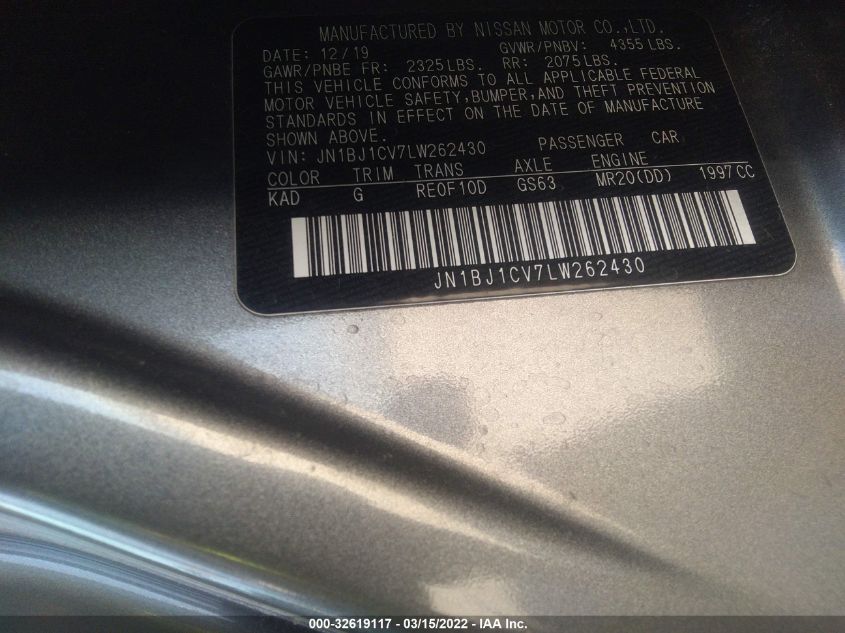 MANUFACTURED BY NISSAN MOTOR CO.,LTD.
DATE: 12/19 GVWR/PNBV: 4355 LBS.
GAWR/PNBE FR: 2325 LBS. RR: 2075 LBS.
THIS VEHICLE CONFORMS TO ALL APPLICABLE FEDERAL
MOTOR VEHICLE SAFETY,BUMPER,AND THEFT PREVENTION
STANDARDS IN EFFECT ON THE DATE OF MANUFACTURE
SHOWN ABOVE.
VIN: JN1BJ1CV7LW262430 PASSENGER CAR
COLOR TRIM TRANS AXLE ENGINE
KAD G RE0F10D GS63 MR20(DD) 1997 CC
JN1BJ1CV7LW262430
000-32619117 - 03/15/2022 - IAA Inc.